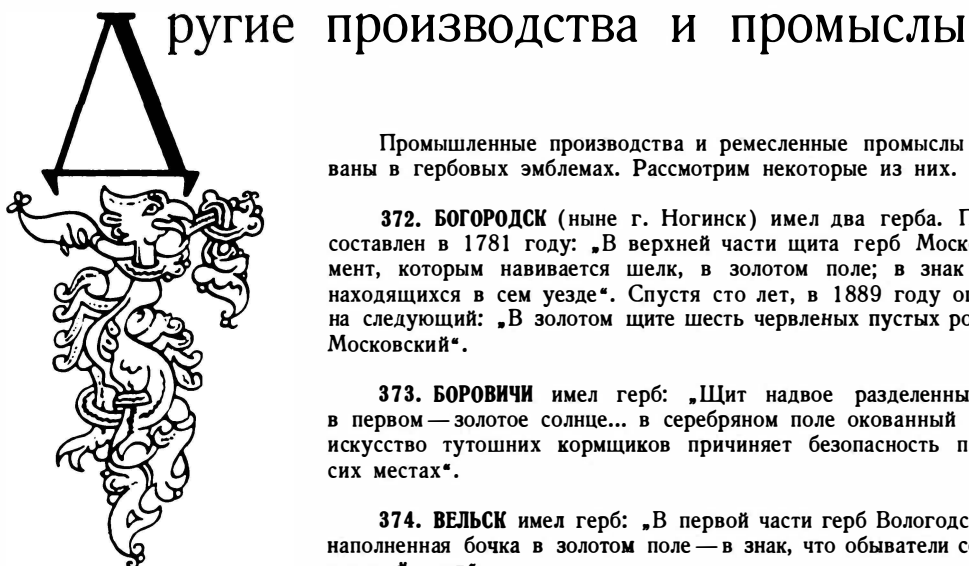 Другие производства и промыслы
Промышленные производства и ремесленные промыслы
ваны в гербовых эмблемах. Рассмотрим некоторые из них.
372. БОГОРОДСК (ныне г. Ногинск) имел два герба. П
составлен в 1781 году: „В верхней части щита герб Моск
мент, которым навивается шелк, в золотом поле; в знак
находящихся в сем уезде“. Спустя сто лет, в 1889 году о
на следующий: „В золотом щите шесть червленых пустых ро
Московский“.
373. БОРОВИЧИ имел герб: „Щит надвое разделенны
в первом — золотое солнце... в серебряном поле окованный
искусство тутошних кормщиков причиняет безопасность п
сих местах“.
374. ВЕЛЬСК имел герб: „В первой части герб Вологодс
наполненная бочка в золотом поле — в знак, что обыватели с